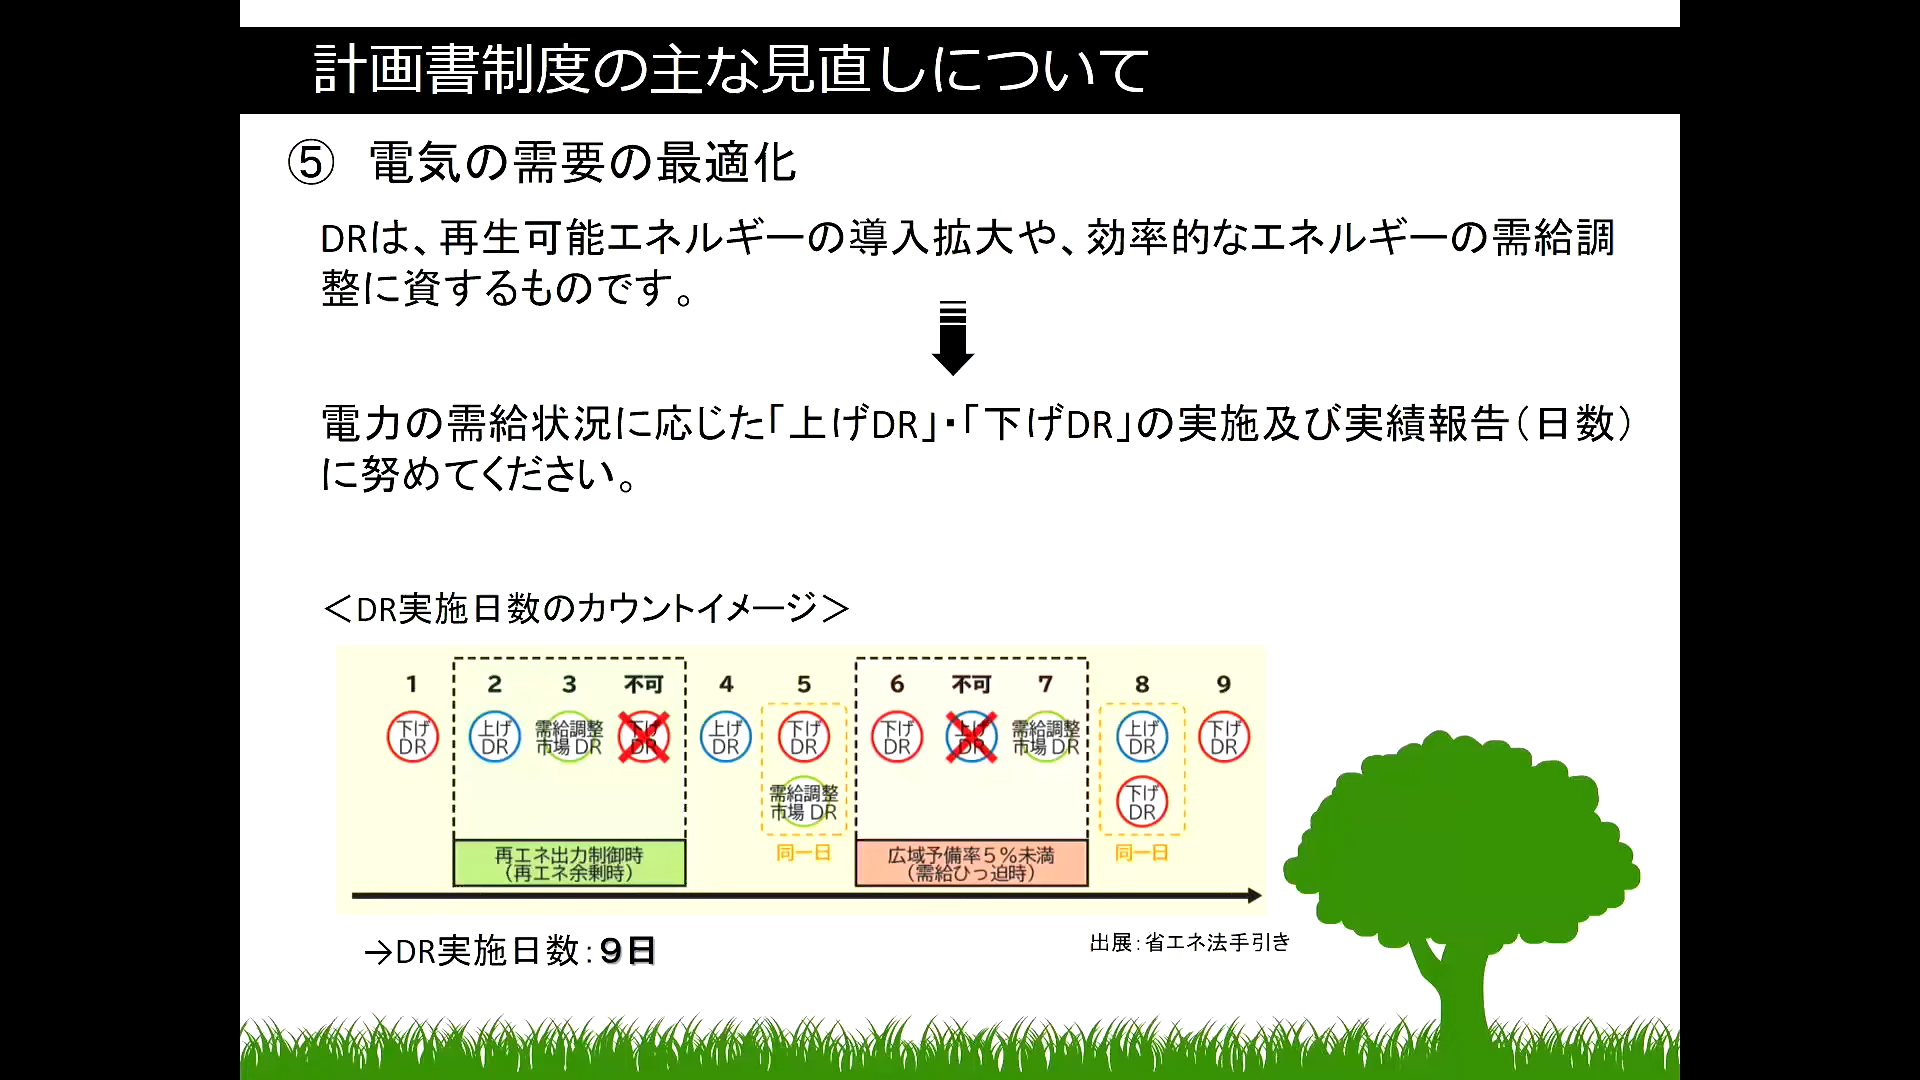 計画書制度の主な見直しについて
⑤　電気の需要の最適化
DRは、再生可能エネルギーの導入拡大や、効率的なエネルギーの需給調
整に資するものです。
電力の需給状況に応じた「上げDR」・「下げDR」の実施及び実績報告（日数）
に努めてください。
＜DR実施日数のカウントイメージ＞
1 2 3 不可 4 5 6 不可 7 8 9
下げ 上げ 需給調整 下げ 上げ 下げ 下げ 上げ 需給調整 上げ 下げ
DR DR 市場 DR DR DR DR DR DR 市場 DR DR DR
需給調整 下げ
市場 DR DR
同一日 同一日
再エネ出力制御時 広域予備率５％未満
（再エネ余剰時） （需給ひっ迫時）
→DR実施日数：９日
出展：省エネ法手引き